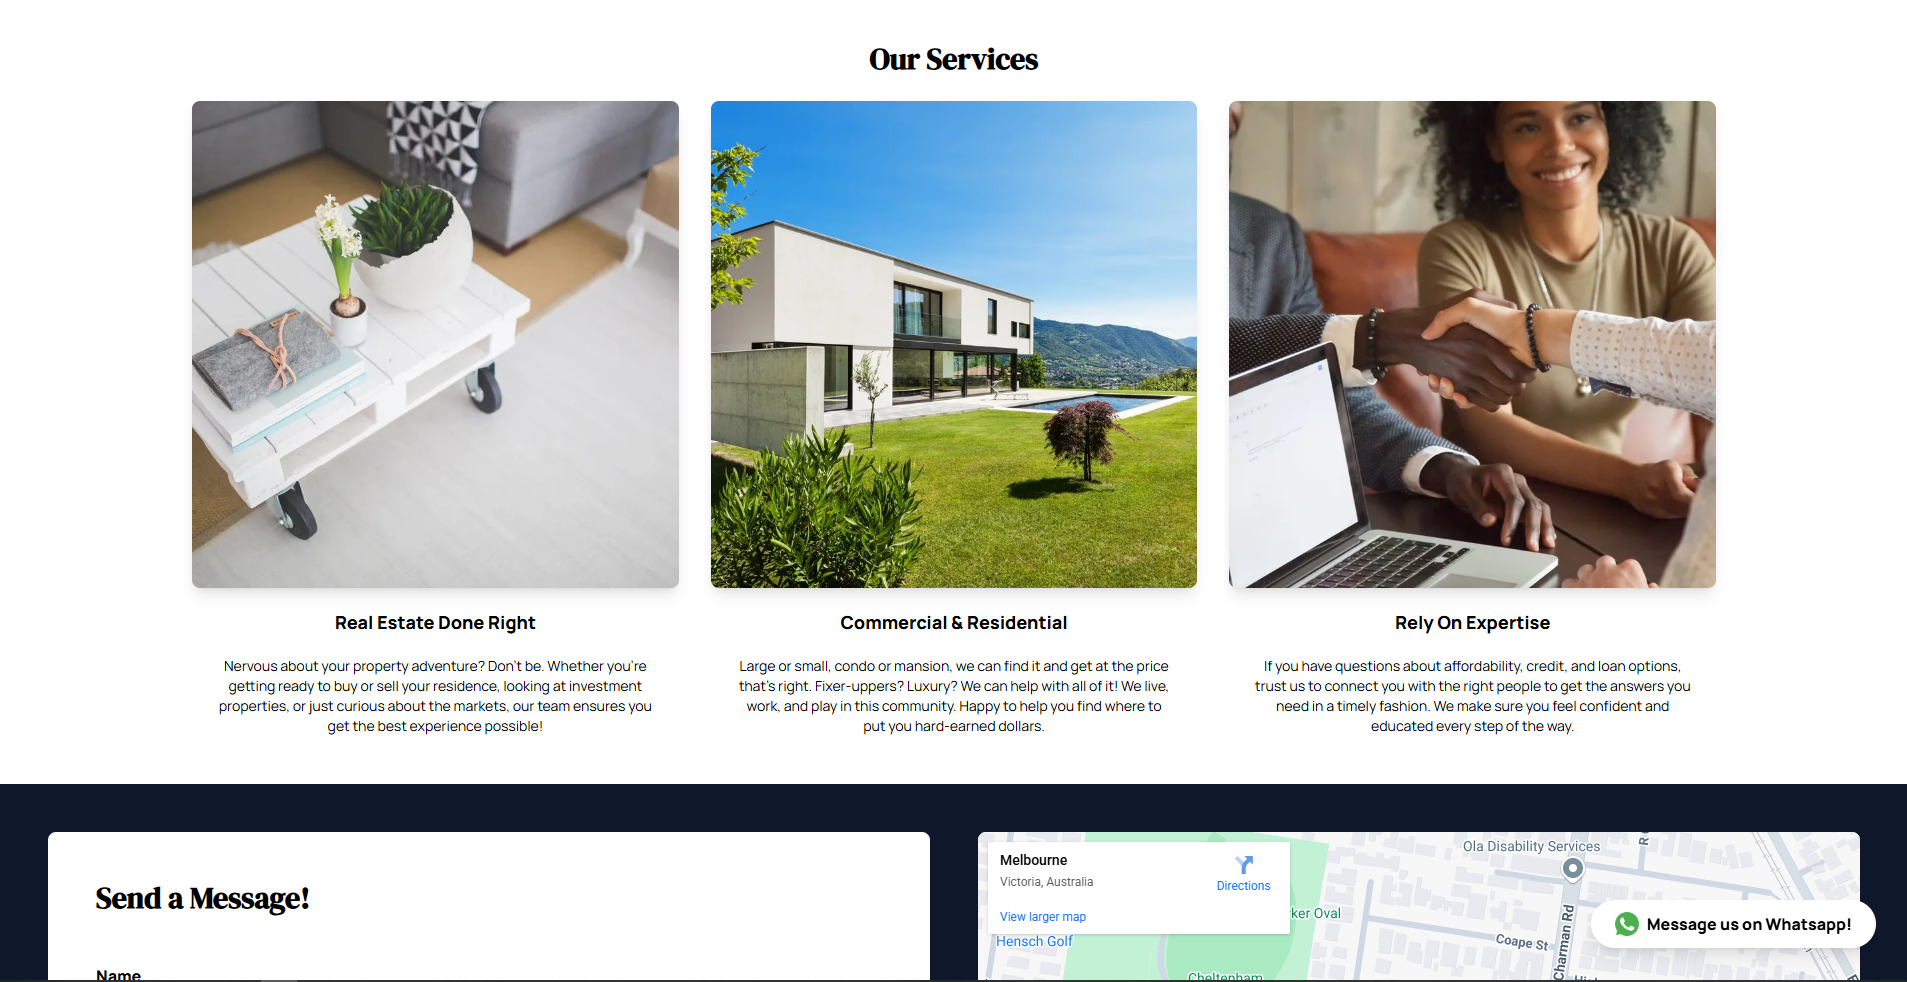 Our Services
Real Estate Done Right
Nervous about your property adventure? Don't be. Whether you're
getting ready to buy or sell your residence, looking at investment
properties, or just curious about the markets, our team ensures you
get the best experience possible!
Commercial & Residential
Large or small, condo or mansion, we can find it and get at the price
that's right. Fixer-uppers? Luxury? We can help with all of it! We live,
work, and play in this community. Happy to help you find where to
put you hard-earned dollars.
Rely On Expertise
If you have questions about affordability, credit, and loan options,
trust us to connect you with the right people to get the answers you
need in a timely fashion. We make sure you feel confident and
educated every step of the way.
Send a Message!
Name
Melbourne
Victoria, Australia
Directions
View larger map
Ola Disability Services
ker Oval
Hensch Golf
Coape St
Charman Rd
Cheltenham
Message us on Whatsapp!